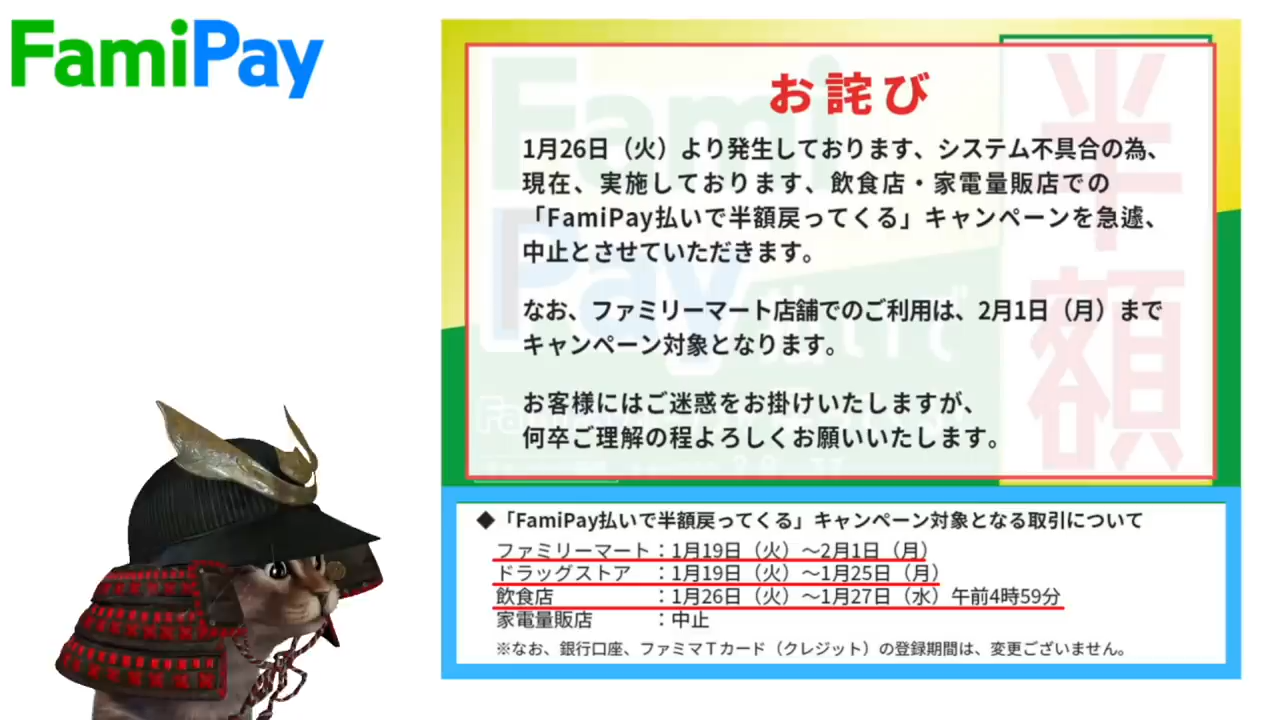 FamiPay
お詫び
1月26日（火）より発生しております、システム不具合の為、
現在、実施しております、飲食店・家電量販店での
「FamiPay払いで半額戻ってくる」キャンペーンを急遽、
中止とさせていただきます。
なお、ファミリーマート店舗でのご利用は、2月1日（月）まで
キャンペーン対象となります。
お客様にはご迷惑をお掛けいたしますが、
何卒ご理解の程よろしくお願いいたします。
半額
Fami
Pay払いで
◆「FamiPay払いで半額戻ってくる」キャンペーン対象となる取引について
ファミリーマート：1月19日（火）～2月1日（月）
ドラッグストア　：1月19日（火）～1月25日（月）
飲食店　　　　　：1月26日（火）～1月27日（水）午前4時59分
家電量販店　　　：中止
※なお、銀行口座、ファミマＴカード（クレジット）の登録期間は、変更ございません。